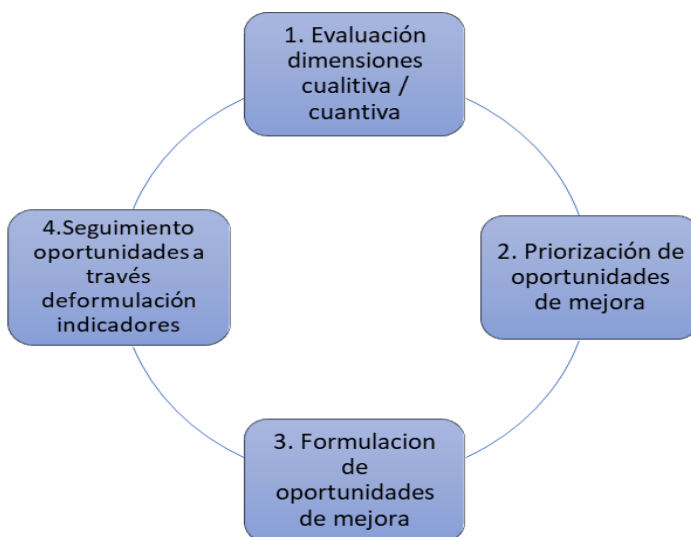 1. Evaluación
dimensiones
cualitiva /
cuantiva
2. Priorización de
oportunidades
de mejora
3. Formulacion
de
oportunidades
de mejora
4.Seguimiento
oportunidades a
través
deformulación
indicadores